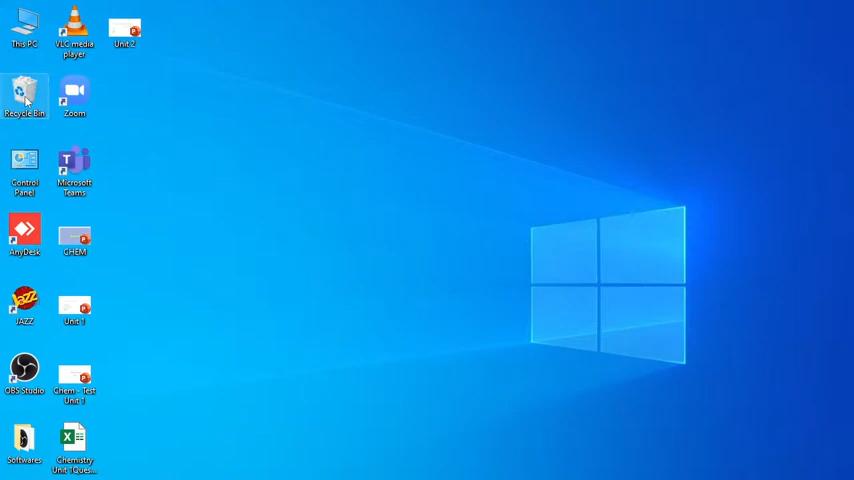 This PC
VLC media
player
Unit 2
Recycle Bin
Zoom
Control
Panel
Microsoft
Teams
AnyDesk
CHEM
JAZZ
Unit 1
OBS Studio
Chem - Test
Unit 1
Softwares
Chemistry
Unit 1Ques...